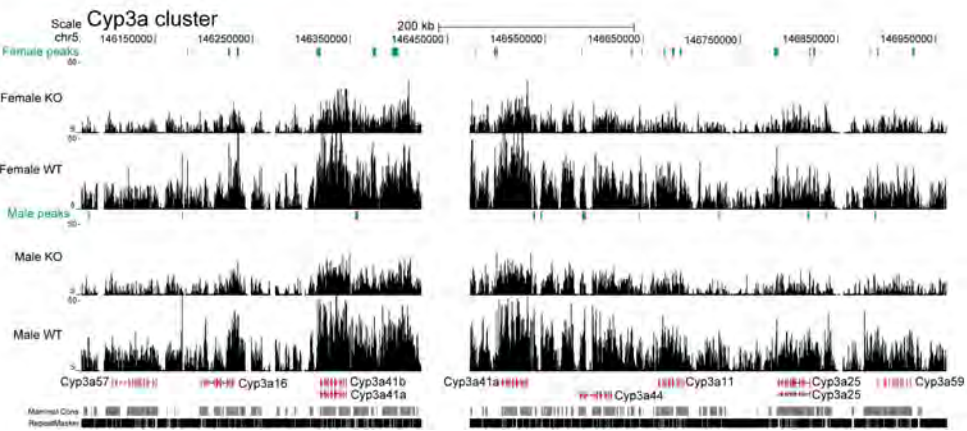 Cyp3a cluster
Scale 200 kb
chr5: 146150000| 146250000| 146350000| 146450000| 146550000| 146650000| 146750000| 146850000| 146950000|
Female peaks
Female KO
Female WT
Male peaks
Male KO
Male WT
Cyp3a57 Cyp3a16 Cyp3a41b Cyp3a41a Cyp3a11 Cyp3a25 Cyp3a59
Cyp3a41a Cyp3a44 Cyp3a25
Mammal Cons
RepeatMasker